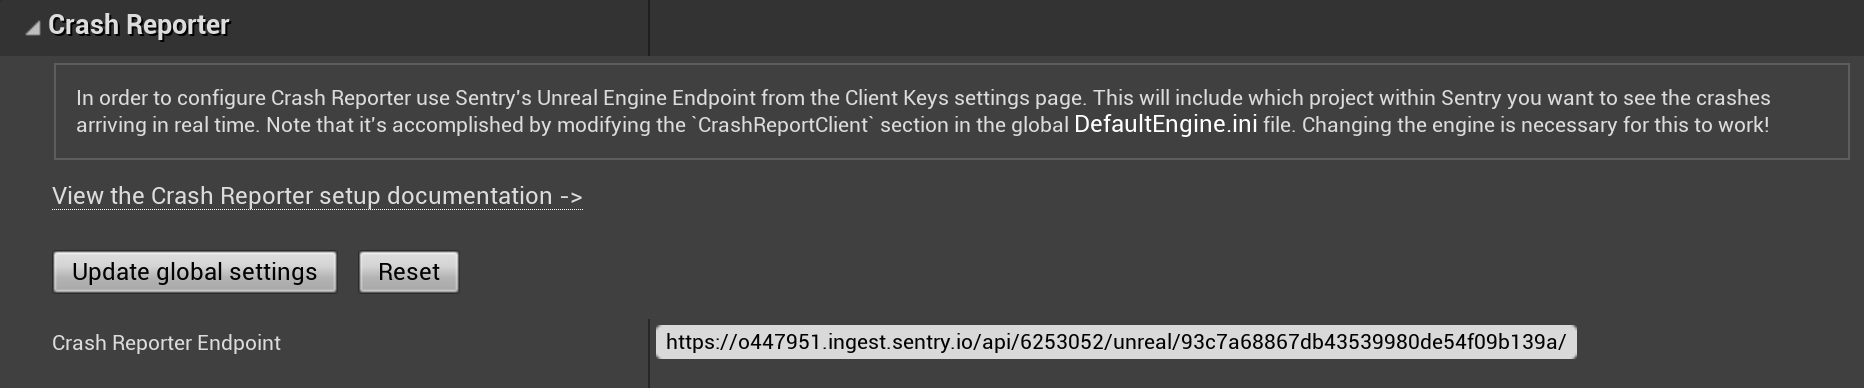 Crash Reporter
In order to configure Crash Reporter use Sentry's Unreal Engine Endpoint from the Client Keys settings page. This will include which project within Sentry you want to see the crashes
arriving in real time. Note that it's accomplished by modifying the `CrashReportClient` section in the global DefaultEngine.ini file. Changing the engine is necessary for this to work!
View the Crash Reporter setup documentation ->
Update global settings Reset
Crash Reporter Endpoint https://o447951.ingest.sentry.io/api/6253052/unreal/93c7a68867db43539980de54f09b139a/